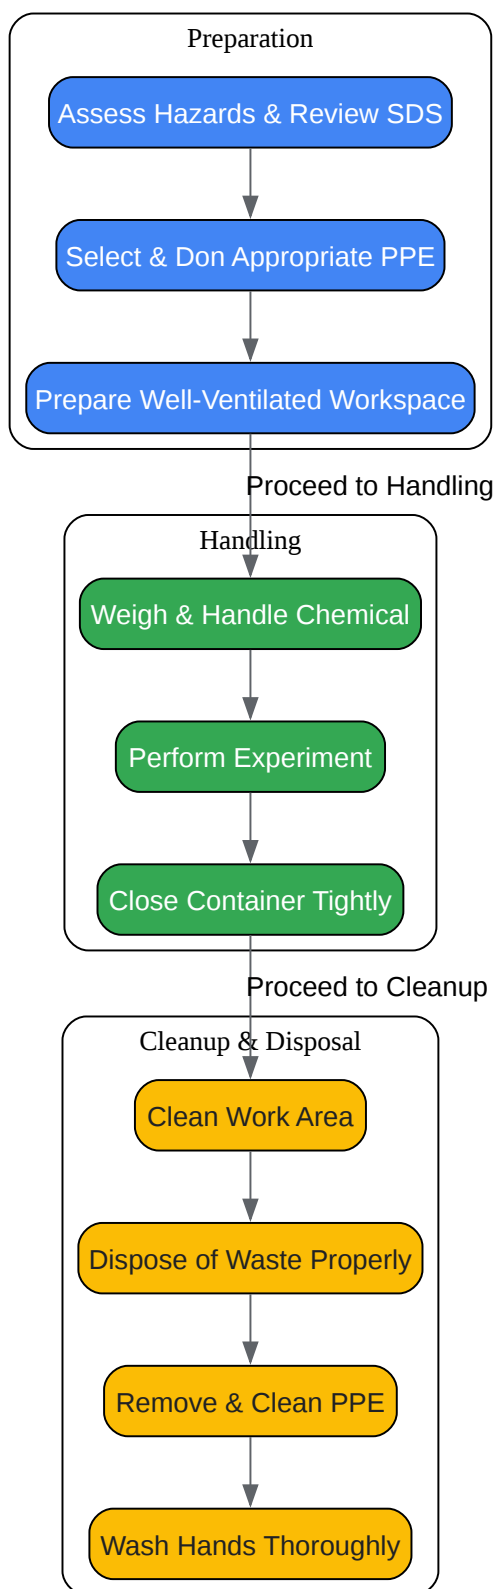 Preparation
Assess Hazards & Review SDS
Select & Don Appropriate PPE
Prepare Well-Ventilated Workspace
Proceed to Handling
Handling
Weigh & Handle Chemical
Perform Experiment
Close Container Tightly
Proceed to Cleanup
Cleanup & Disposal
Clean Work Area
Dispose of Waste Properly
Remove & Clean PPE
Wash Hands Thoroughly